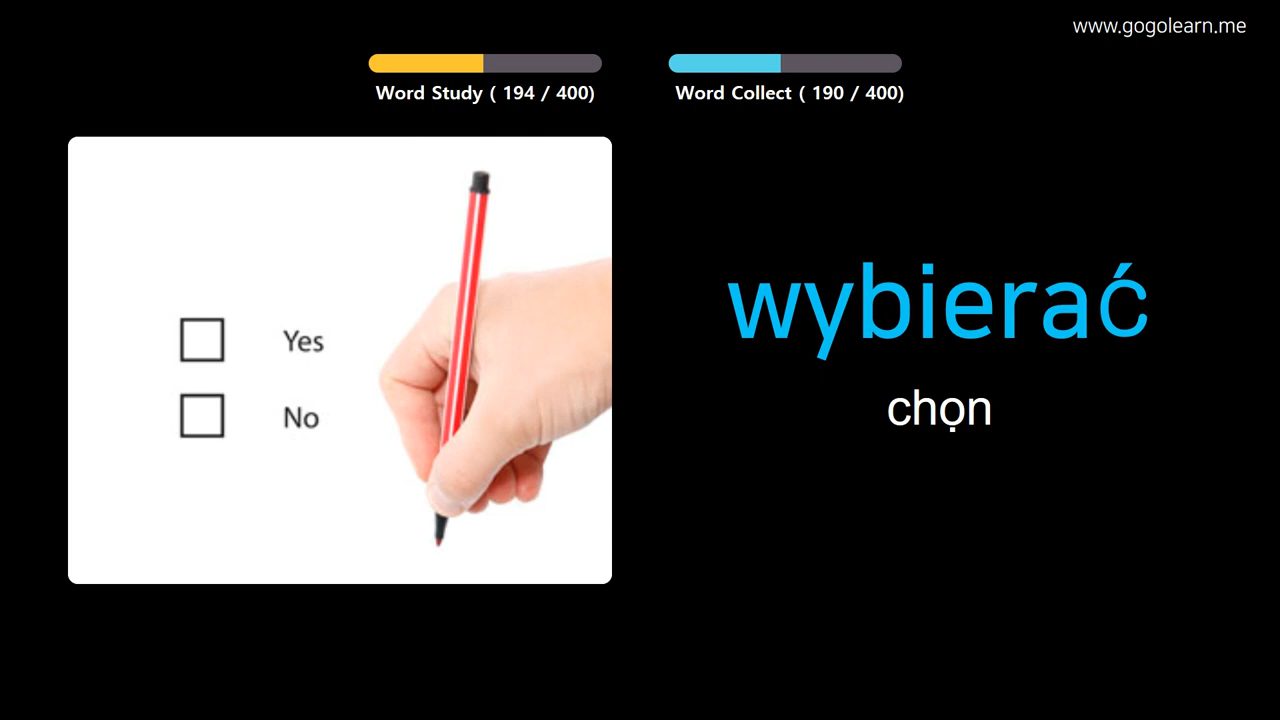 www.gogolearn.me
Word Study ( 194 / 400)
Word Collect ( 190 / 400)
Yes
No
wybierać
chọn